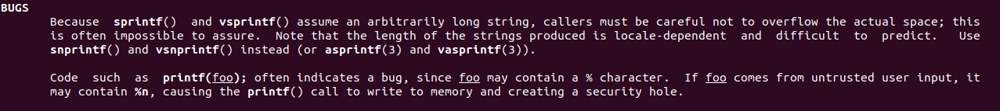 BUGS
Because sprintf() and vsprintf() assume an arbitrarily long string, callers must be careful not to overflow the actual space; this
is often impossible to assure. Note that the length of the strings produced is locale-dependent and difficult to predict. Use
snprintf() and vsnprintf() instead (or asprintf(3) and vasprintf(3)).
Code such as printf(foo); often indicates a bug, since foo may contain a % character. If foo comes from untrusted user input, it
may contain %n, causing the printf() call to write to memory and creating a security hole.